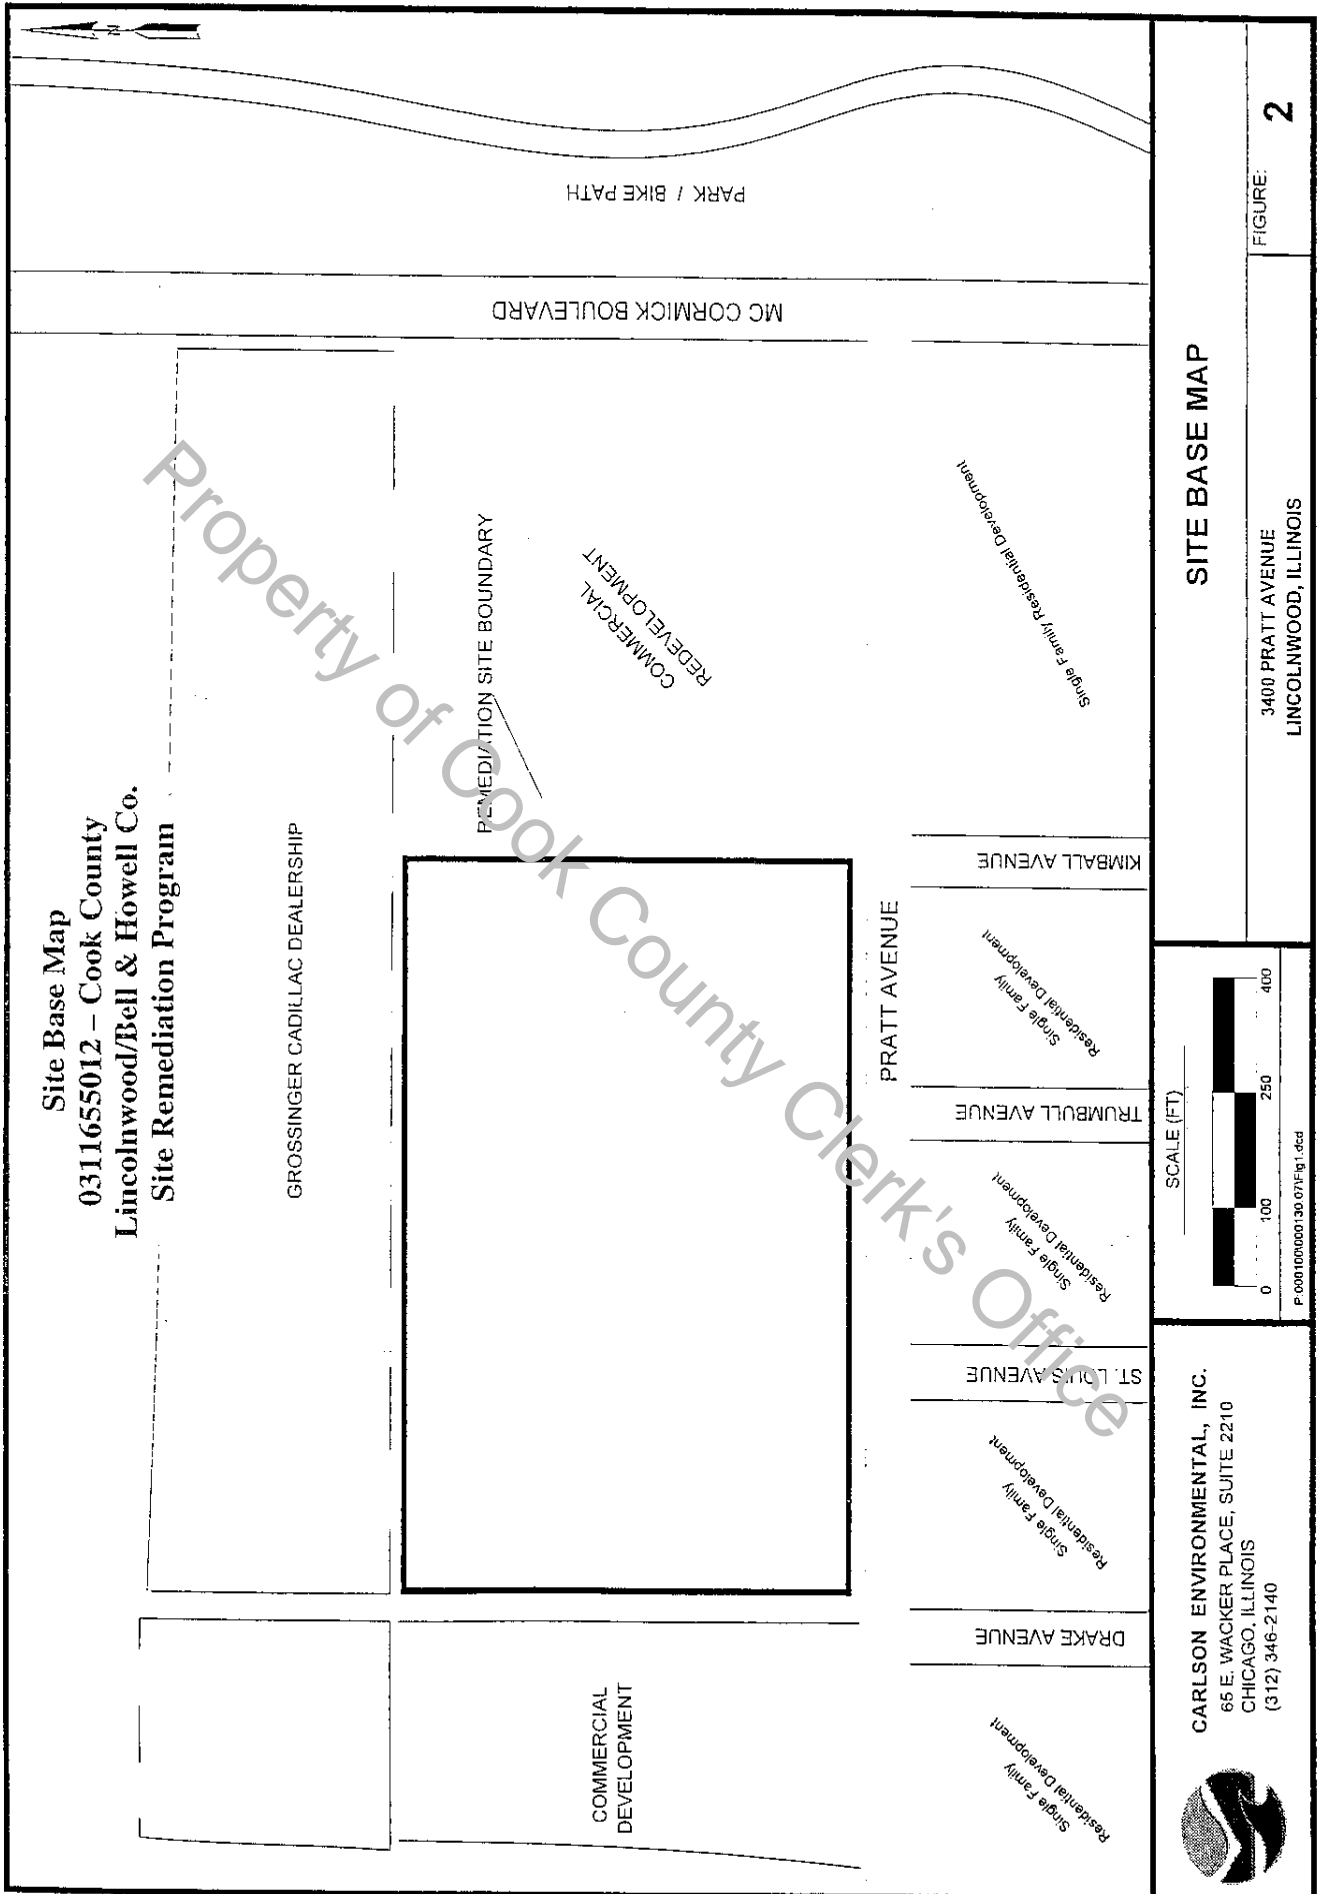 N
Site Base Map
0311655012 – Cook County
Lincolnwood/Bell & Howell Co.
Site Remediation Program
GROSSINGER CADILLAC DEALERSHIP
PARK / BIKE PATH
MC CORMICK BOULEVARD
REMEDIATION SITE BOUNDARY
COMMERCIAL
REDEVELOPMENT
COMMERCIAL
DEVELOPMENT
PRATT AVENUE
Single Family
Residential Development
DRAKE AVENUE
Single Family
Residential Development
ST. LOUIS AVENUE
Single Family
Residential Development
TRUMBULL AVENUE
Single Family
Residential Development
KIMBALL AVENUE
Single Family Residential Development
Property of Cook County Clerk's Office
CARLSON ENVIRONMENTAL, INC.
65 E. WACKER PLACE, SUITE 2210
CHICAGO, ILLINOIS
(312) 346-2140
SCALE (FT)
0 100 250 400
P:000100\000130.07\Fig1.dcd
SITE BASE MAP
3400 PRATT AVENUE
LINCOLNWOOD, ILLINOIS
FIGURE:
2